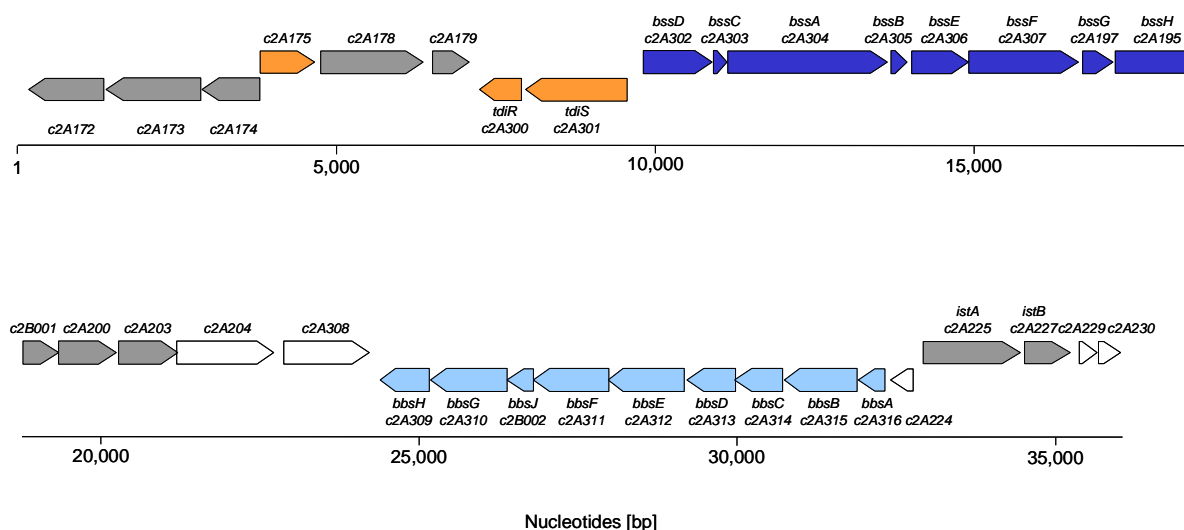 bssD bssC bssA bssB bssE bssF bssG bssH
c2A175 c2A178 c2A179 c2A302 c2A303 c2A304 c2A305 c2A306 c2A307 c2A197 c2A195
tdiR tdiS
c2A172 c2A173 c2A174 c2A300 c2A301
1 5,000 10,000 15,000
istA istB
c2B001 c2A200 c2A203 c2A204 c2A308 c2A225 c2A227 c2A229 c2A230
bbsH bbsG bbsJ bbsF bbsE bbsD bbsC bbsB bbsA
c2A309 c2A310 c2B002 c2A311 c2A312 c2A313 c2A314 c2A315 c2A316 c2A224
20,000 25,000 30,000 35,000
Nucleotides [bp]